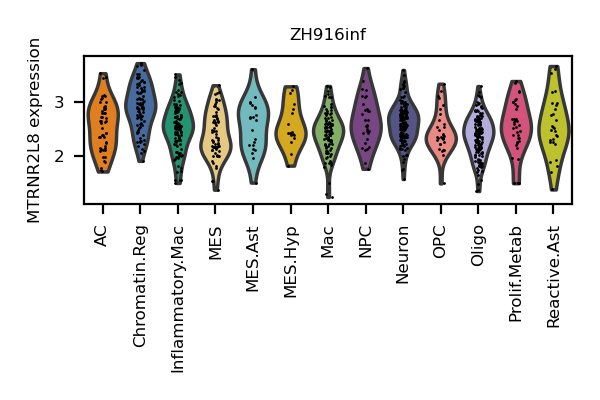 ZH916inf
MTRNR2L8 expression
3
2
AC
Chromatin.Reg
Inflammatory.Mac
MES
MES.Ast
MES.Hyp
Mac
NPC
Neuron
OPC
Oligo
Prolif.Metab
Reactive.Ast